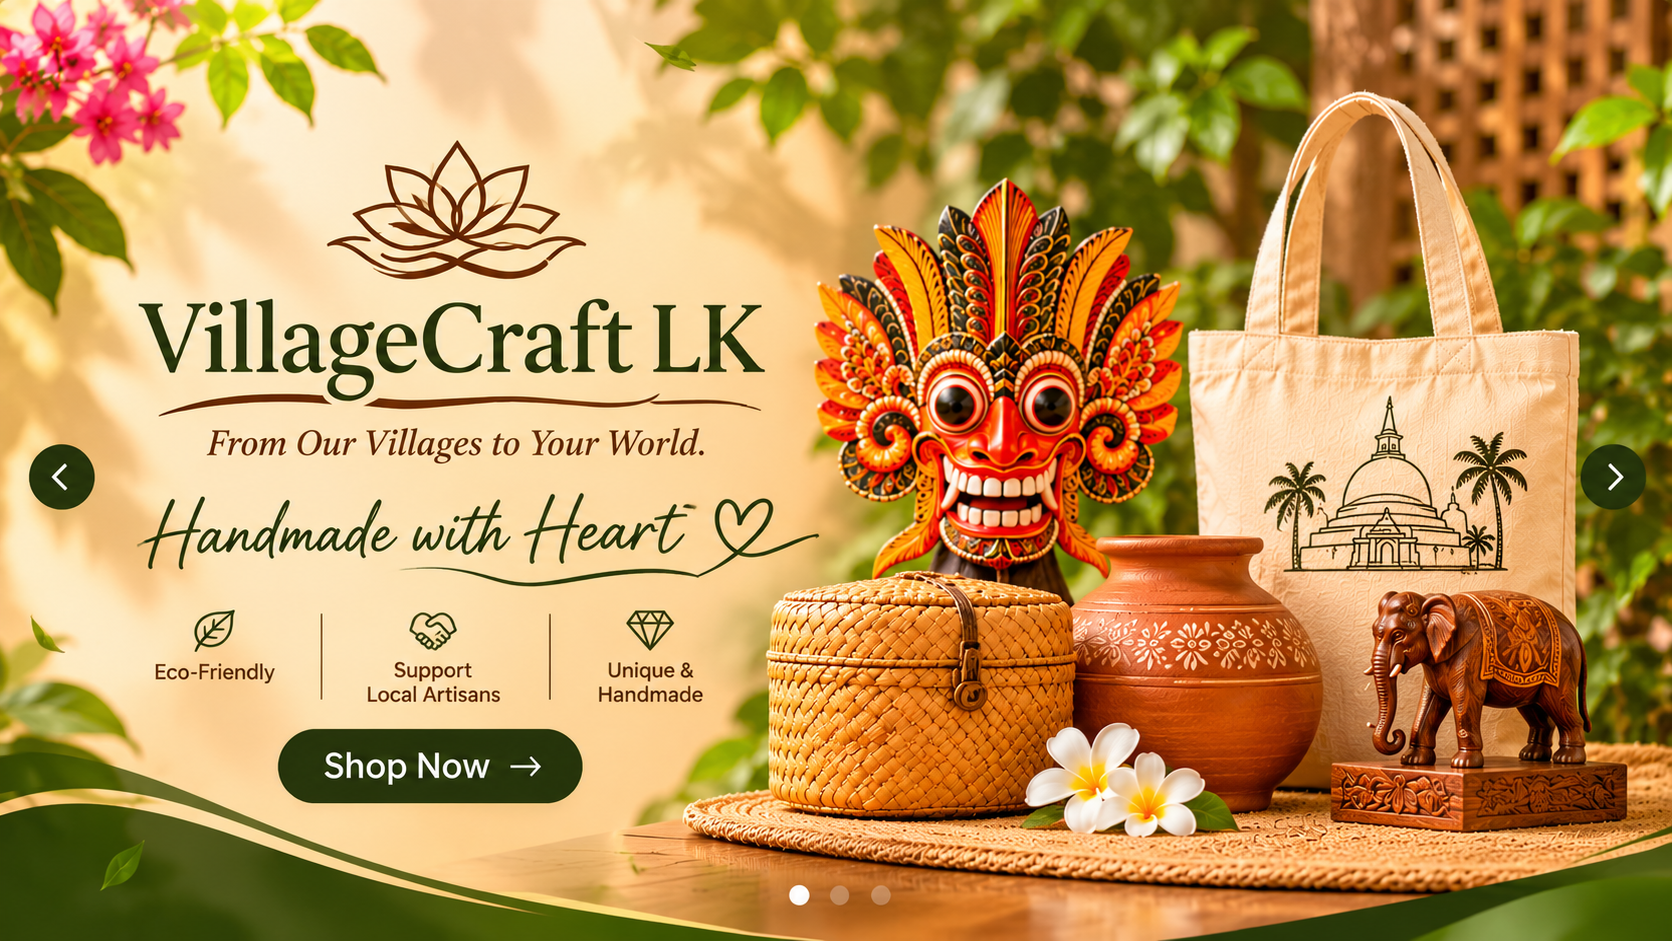 VillageCraft LK
From Our Villages to Your World.
Handmade with Heart
Eco-Friendly
Support
Local Artisans
Unique &
Handmade
Shop Now